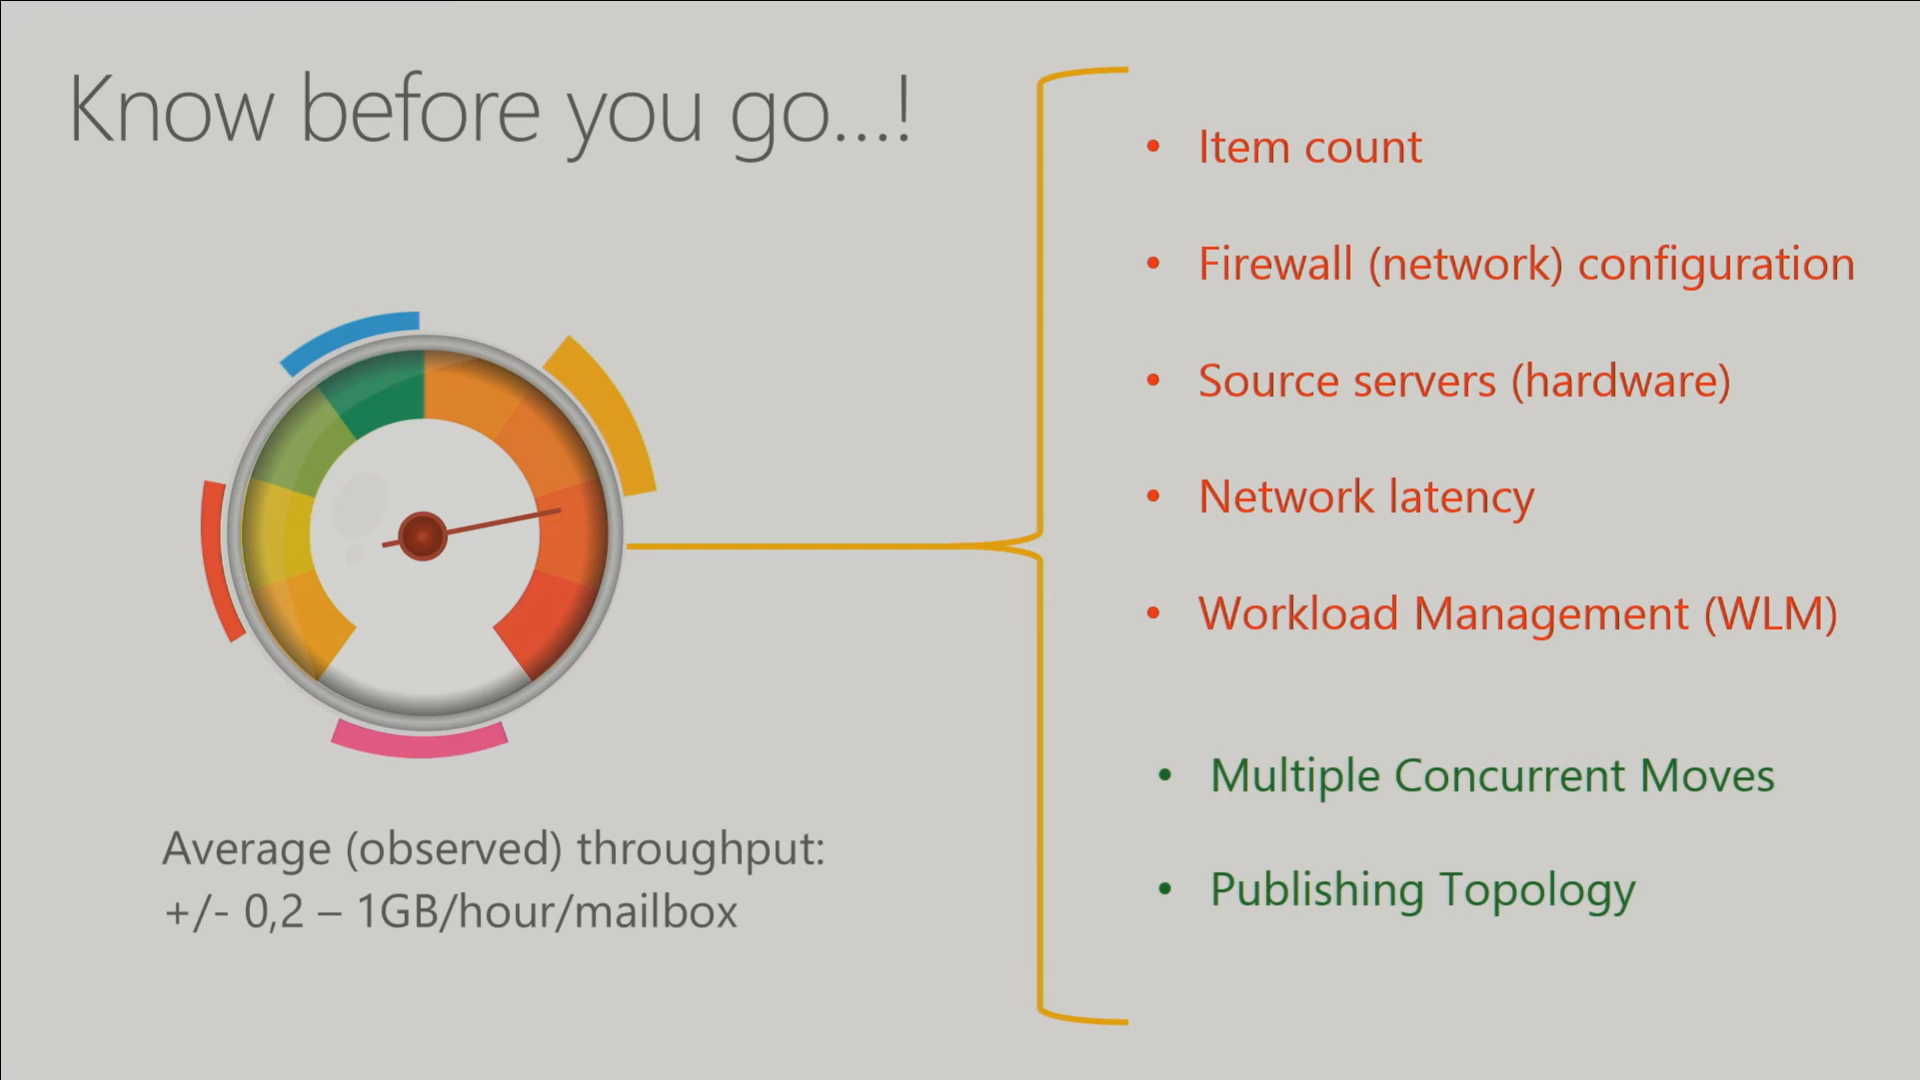 Know before you go...!
• Item count
• Firewall (network) configuration
• Source servers (hardware)
• Network latency
• Workload Management (WLM)
• Multiple Concurrent Moves
• Publishing Topology
Average (observed) throughput:
+/- 0,2 – 1GB/hour/mailbox